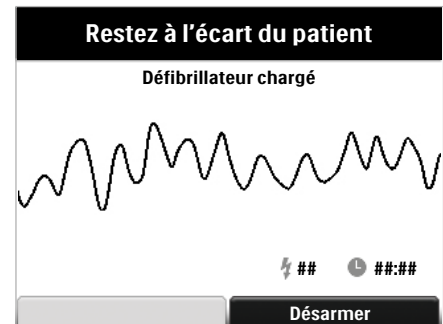 Restez à l’écart du patient
Défibrillateur chargé
## ##:##
Désarmer